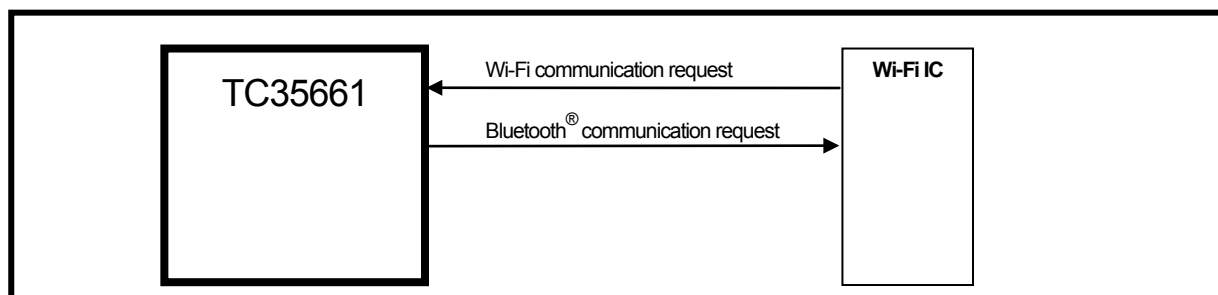 TC35661
Wi-Fi communication request
Wi-Fi IC
Bluetooth® communication request